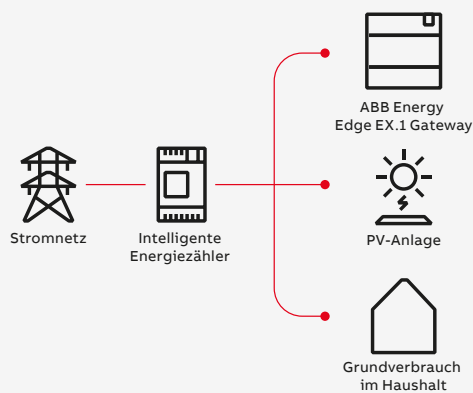 ABB Energy
Edge EX.1 Gateway
Stromnetz
Intelligente
Energiezähler
PV-Anlage
Grundverbrauch
im Haushalt